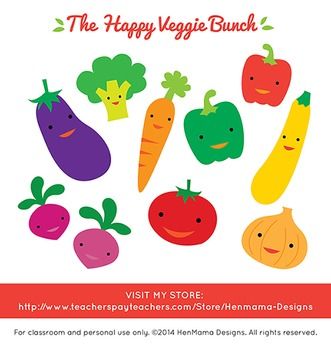 The Happy Veggie Bunch
VISIT MY STORE:
http://www.teacherspayteachers.com/Store/Henmama-Designs
For classroom and personal use only. ©2014 HenMama Designs. All rights reserved.